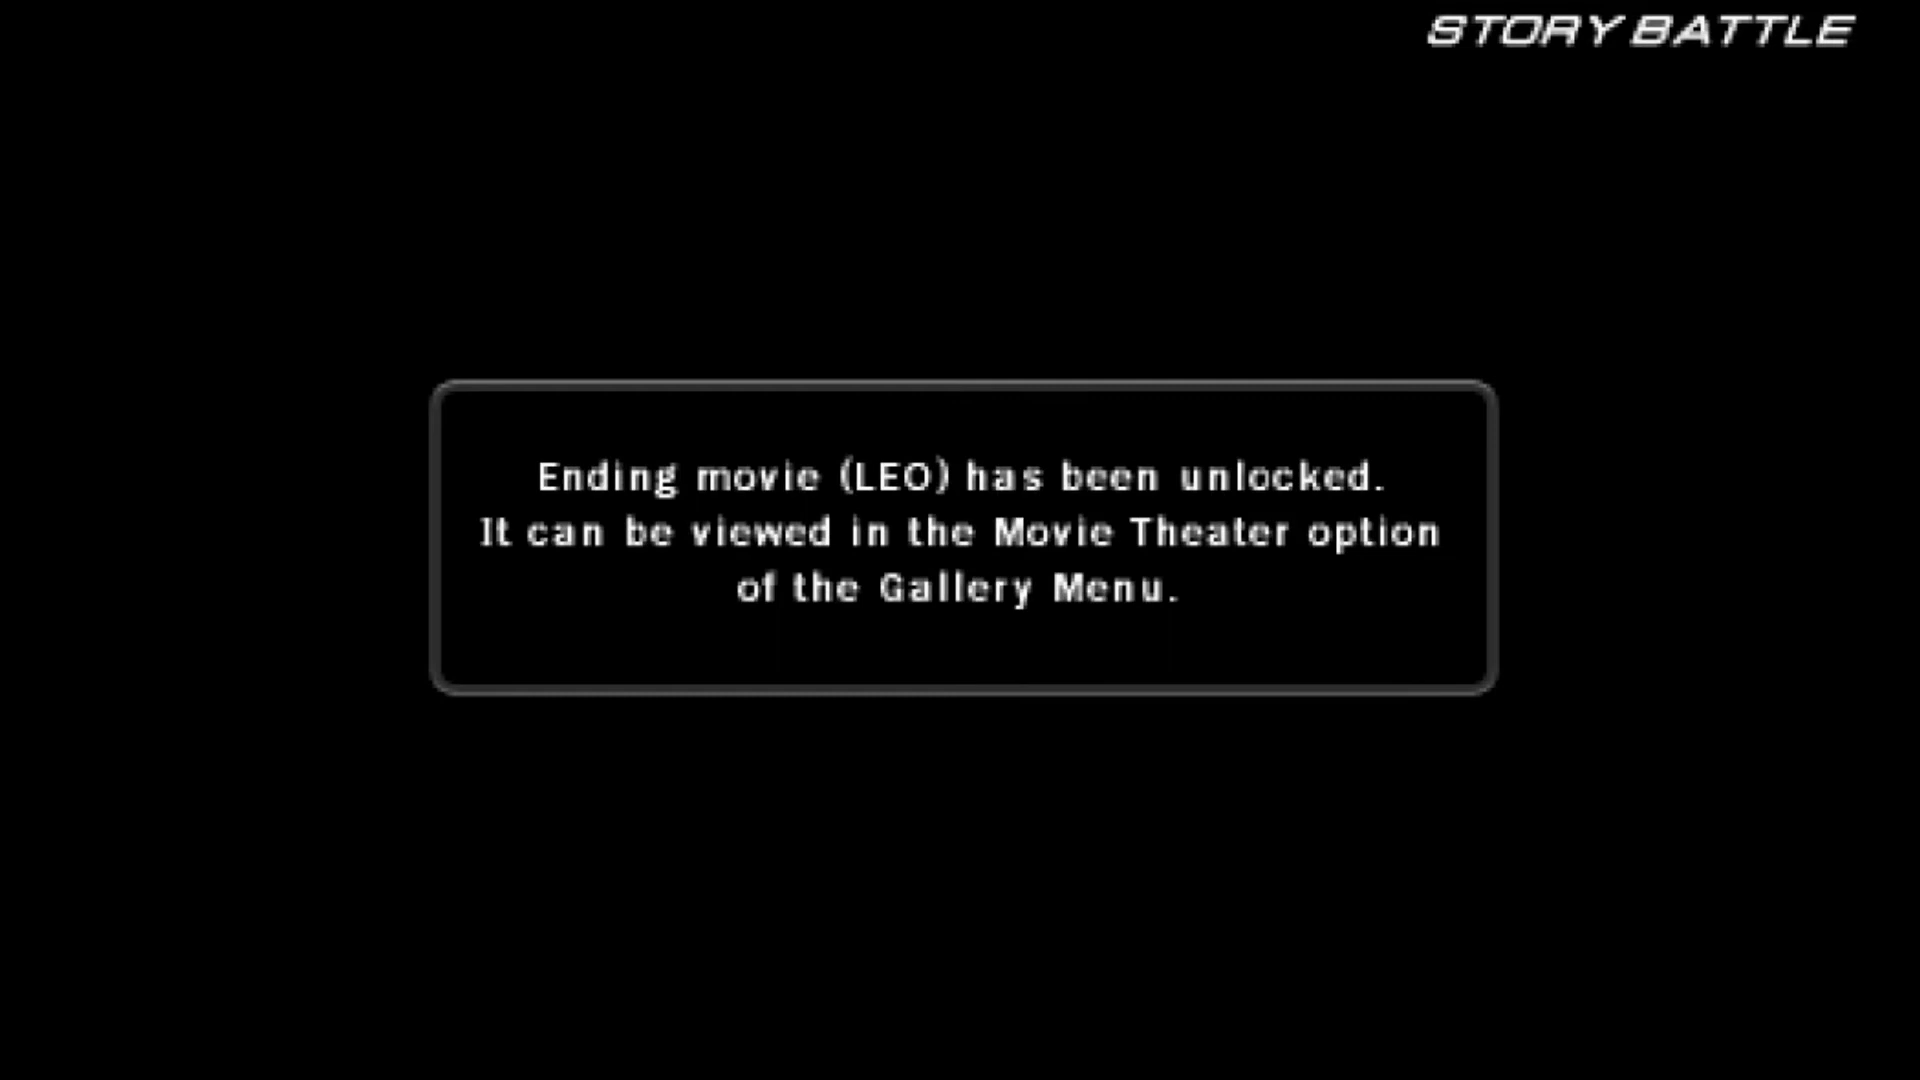 STORY BATTLE
Ending movie (LEO) has been unlocked.
It can be viewed in the Movie Theater option
of the Gallery Menu.